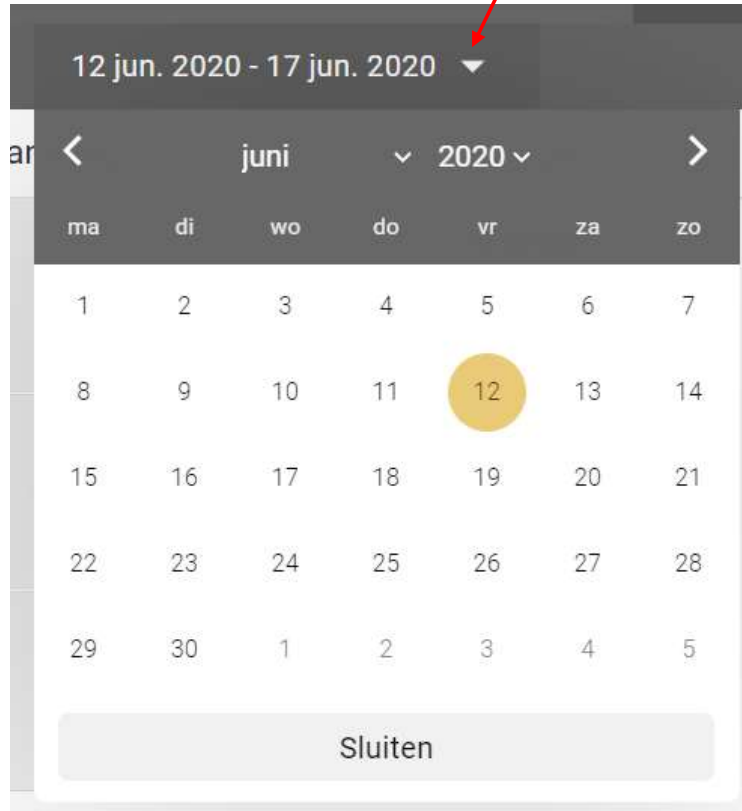 12 jun. 2020 - 17 jun. 2020
juni 2020
ma di wo do vr za zo
1 2 3 4 5 6 7
8 9 10 11 12 13 14
15 16 17 18 19 20 21
22 23 24 25 26 27 28
29 30 1 2 3 4 5
Sluiten